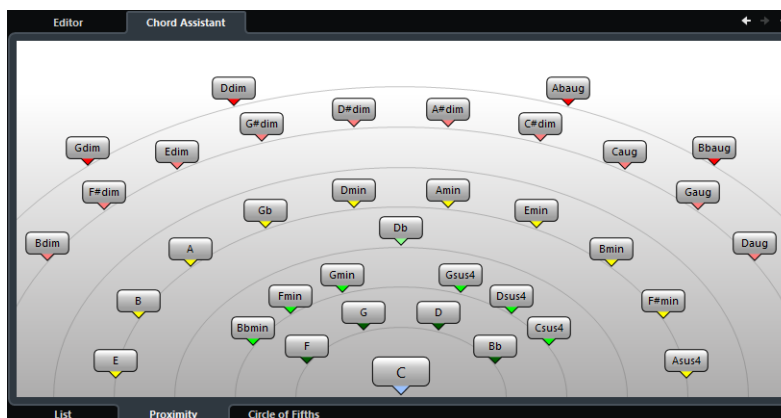 Editor
Chord Assistant
Ddim
Abaug
D#dim
A#dim
G#dim
C#dim
Gdim
Edim
Caug
Bbaug
F#dim
Dmin
Amin
Gaug
Gb
Emin
Db
Bdim
A
Bmin
Daug
Gmin
Gsus4
B
Fmin
Dsus4
F#min
G
D
Bbmin
Csus4
F
Bb
E
C
Asus4
List
Proximity
Circle of Fifths